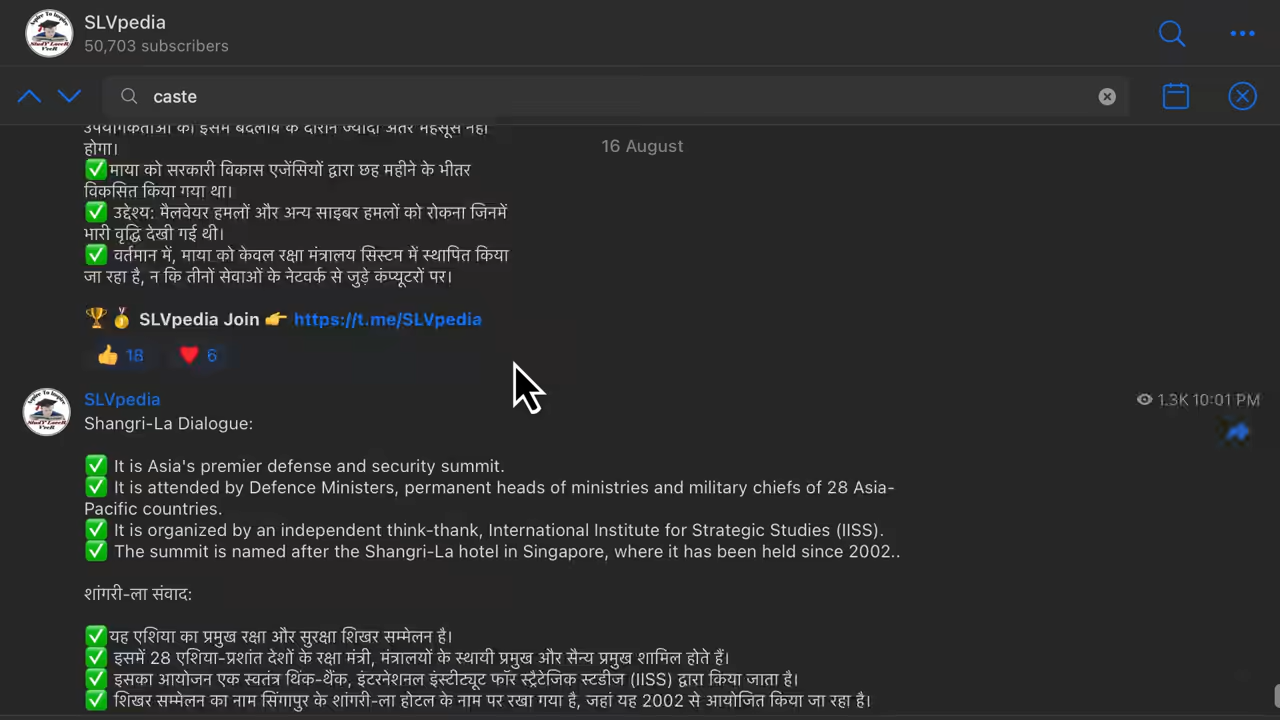 SLVpedia
50,703 subscribers
caste
16 August
उपयोगकर्ताओं को इसमें बदलाव के दौरान ज्यादा अंतर महसूस नहीं
होगा।
✅माया को सरकारी विकास एजेंसियों द्वारा छह महीने के भीतर
विकसित किया गया था।
✅ उद्देश्य: मैलवेयर हमलों और अन्य साइबर हमलों को रोकना जिनमें
भारी वृद्धि देखी गई थी।
✅ वर्तमान में, माया को केवल रक्षा मंत्रालय सिस्टम में स्थापित किया
जा रहा है, न कि तीनों सेवाओं के नेटवर्क से जुड़े कंप्यूटरों पर।
🏆🥇 SLVpedia Join 👉 https://t.me/SLVpedia
👍 18 ❤️ 6
SLVpedia
1.3K 10:01 PM
Shangri-La Dialogue:
✅ It is Asia's premier defense and security summit.
✅ It is attended by Defence Ministers, permanent heads of ministries and military chiefs of 28 Asia-
Pacific countries.
✅ It is organized by an independent think-thank, International Institute for Strategic Studies (IISS).
✅ The summit is named after the Shangri-La hotel in Singapore, where it has been held since 2002..
शांगरी-ला संवाद:
✅यह एशिया का प्रमुख रक्षा और सुरक्षा शिखर सम्मेलन है।
✅ इसमें 28 एशिया-प्रशांत देशों के रक्षा मंत्री, मंत्रालयों के स्थायी प्रमुख और सैन्य प्रमुख शामिल होते हैं।
✅ इसका आयोजन एक स्वतंत्र थिंक-थैंक, इंटरनेशनल इंस्टीट्यूट फॉर स्ट्रैटेजिक स्टडीज (IISS) द्वारा किया जाता है।
✅ शिखर सम्मेलन का नाम सिंगापुर के शांगरी-ला होटल के नाम पर रखा गया है, जहां यह 2002 से आयोजित किया जा रहा है।